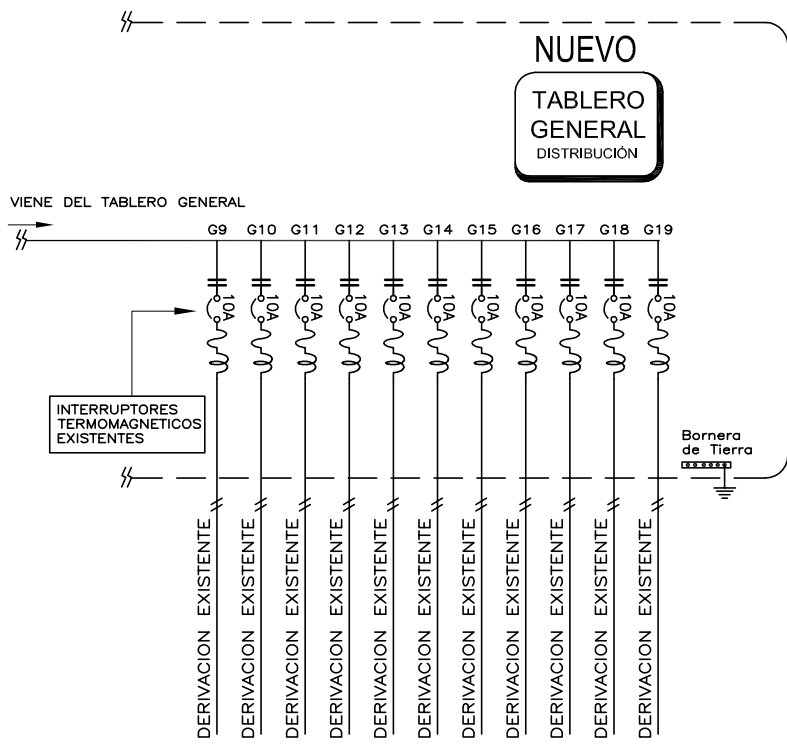 NUEVO
TABLERO
GENERAL
DISTRIBUCIÓN
VIENE DEL TABLERO GENERAL
G9 G10 G11 G12 G13 G14 G15 G16 G17 G18 G19
10A 10A 10A 10A 10A 10A 10A 10A 10A 10A 10A
INTERRUPTORES
TERMOMAGNETICOS
EXISTENTES
Bornera
de Tierra
DERIVACION EXISTENTE
DERIVACION EXISTENTE
DERIVACION EXISTENTE
DERIVACION EXISTENTE
DERIVACION EXISTENTE
DERIVACION EXISTENTE
DERIVACION EXISTENTE
DERIVACION EXISTENTE
DERIVACION EXISTENTE
DERIVACION EXISTENTE
DERIVACION EXISTENTE